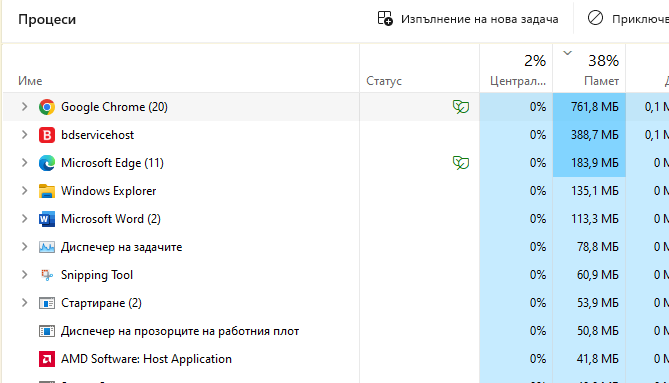 Процеси Изпълнение на нова задача Приключв
2% 38%
Име Статус Централ... Памет
Google Chrome (20) 0% 761,8 МБ 0,1
bdservicehost 0% 388,7 МБ 0,1
Microsoft Edge (11) 0% 183,9 МБ 0
Windows Explorer 0% 135,1 МБ 0
Microsoft Word (2) 0% 113,3 МБ 0
Диспечер на задачите 0% 78,8 МБ 0
Snipping Tool 0% 60,9 МБ 0
Стартиране (2) 0% 53,9 МБ 0
Диспечер на прозорците на работния плот 0% 50,8 МБ 0
AMD Software: Host Application 0% 41,8 МБ 0